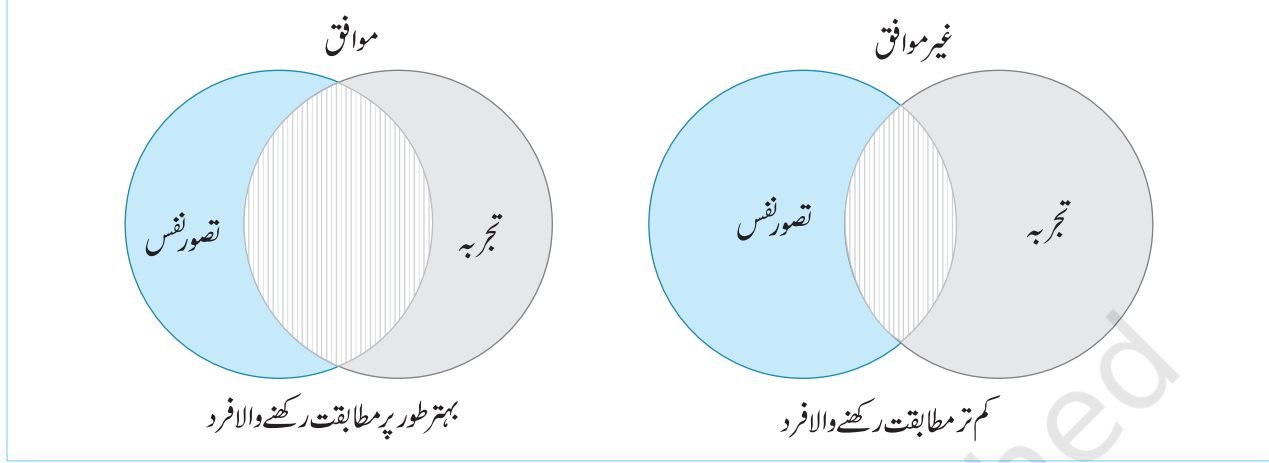 غیر موافق
موافق
تجربہ
تصور نفس
تجربہ
تصور نفس
کم تر مطابقت رکھنے والا فرد
بہتر طور پر مطابقت رکھنے والا فرد
hed